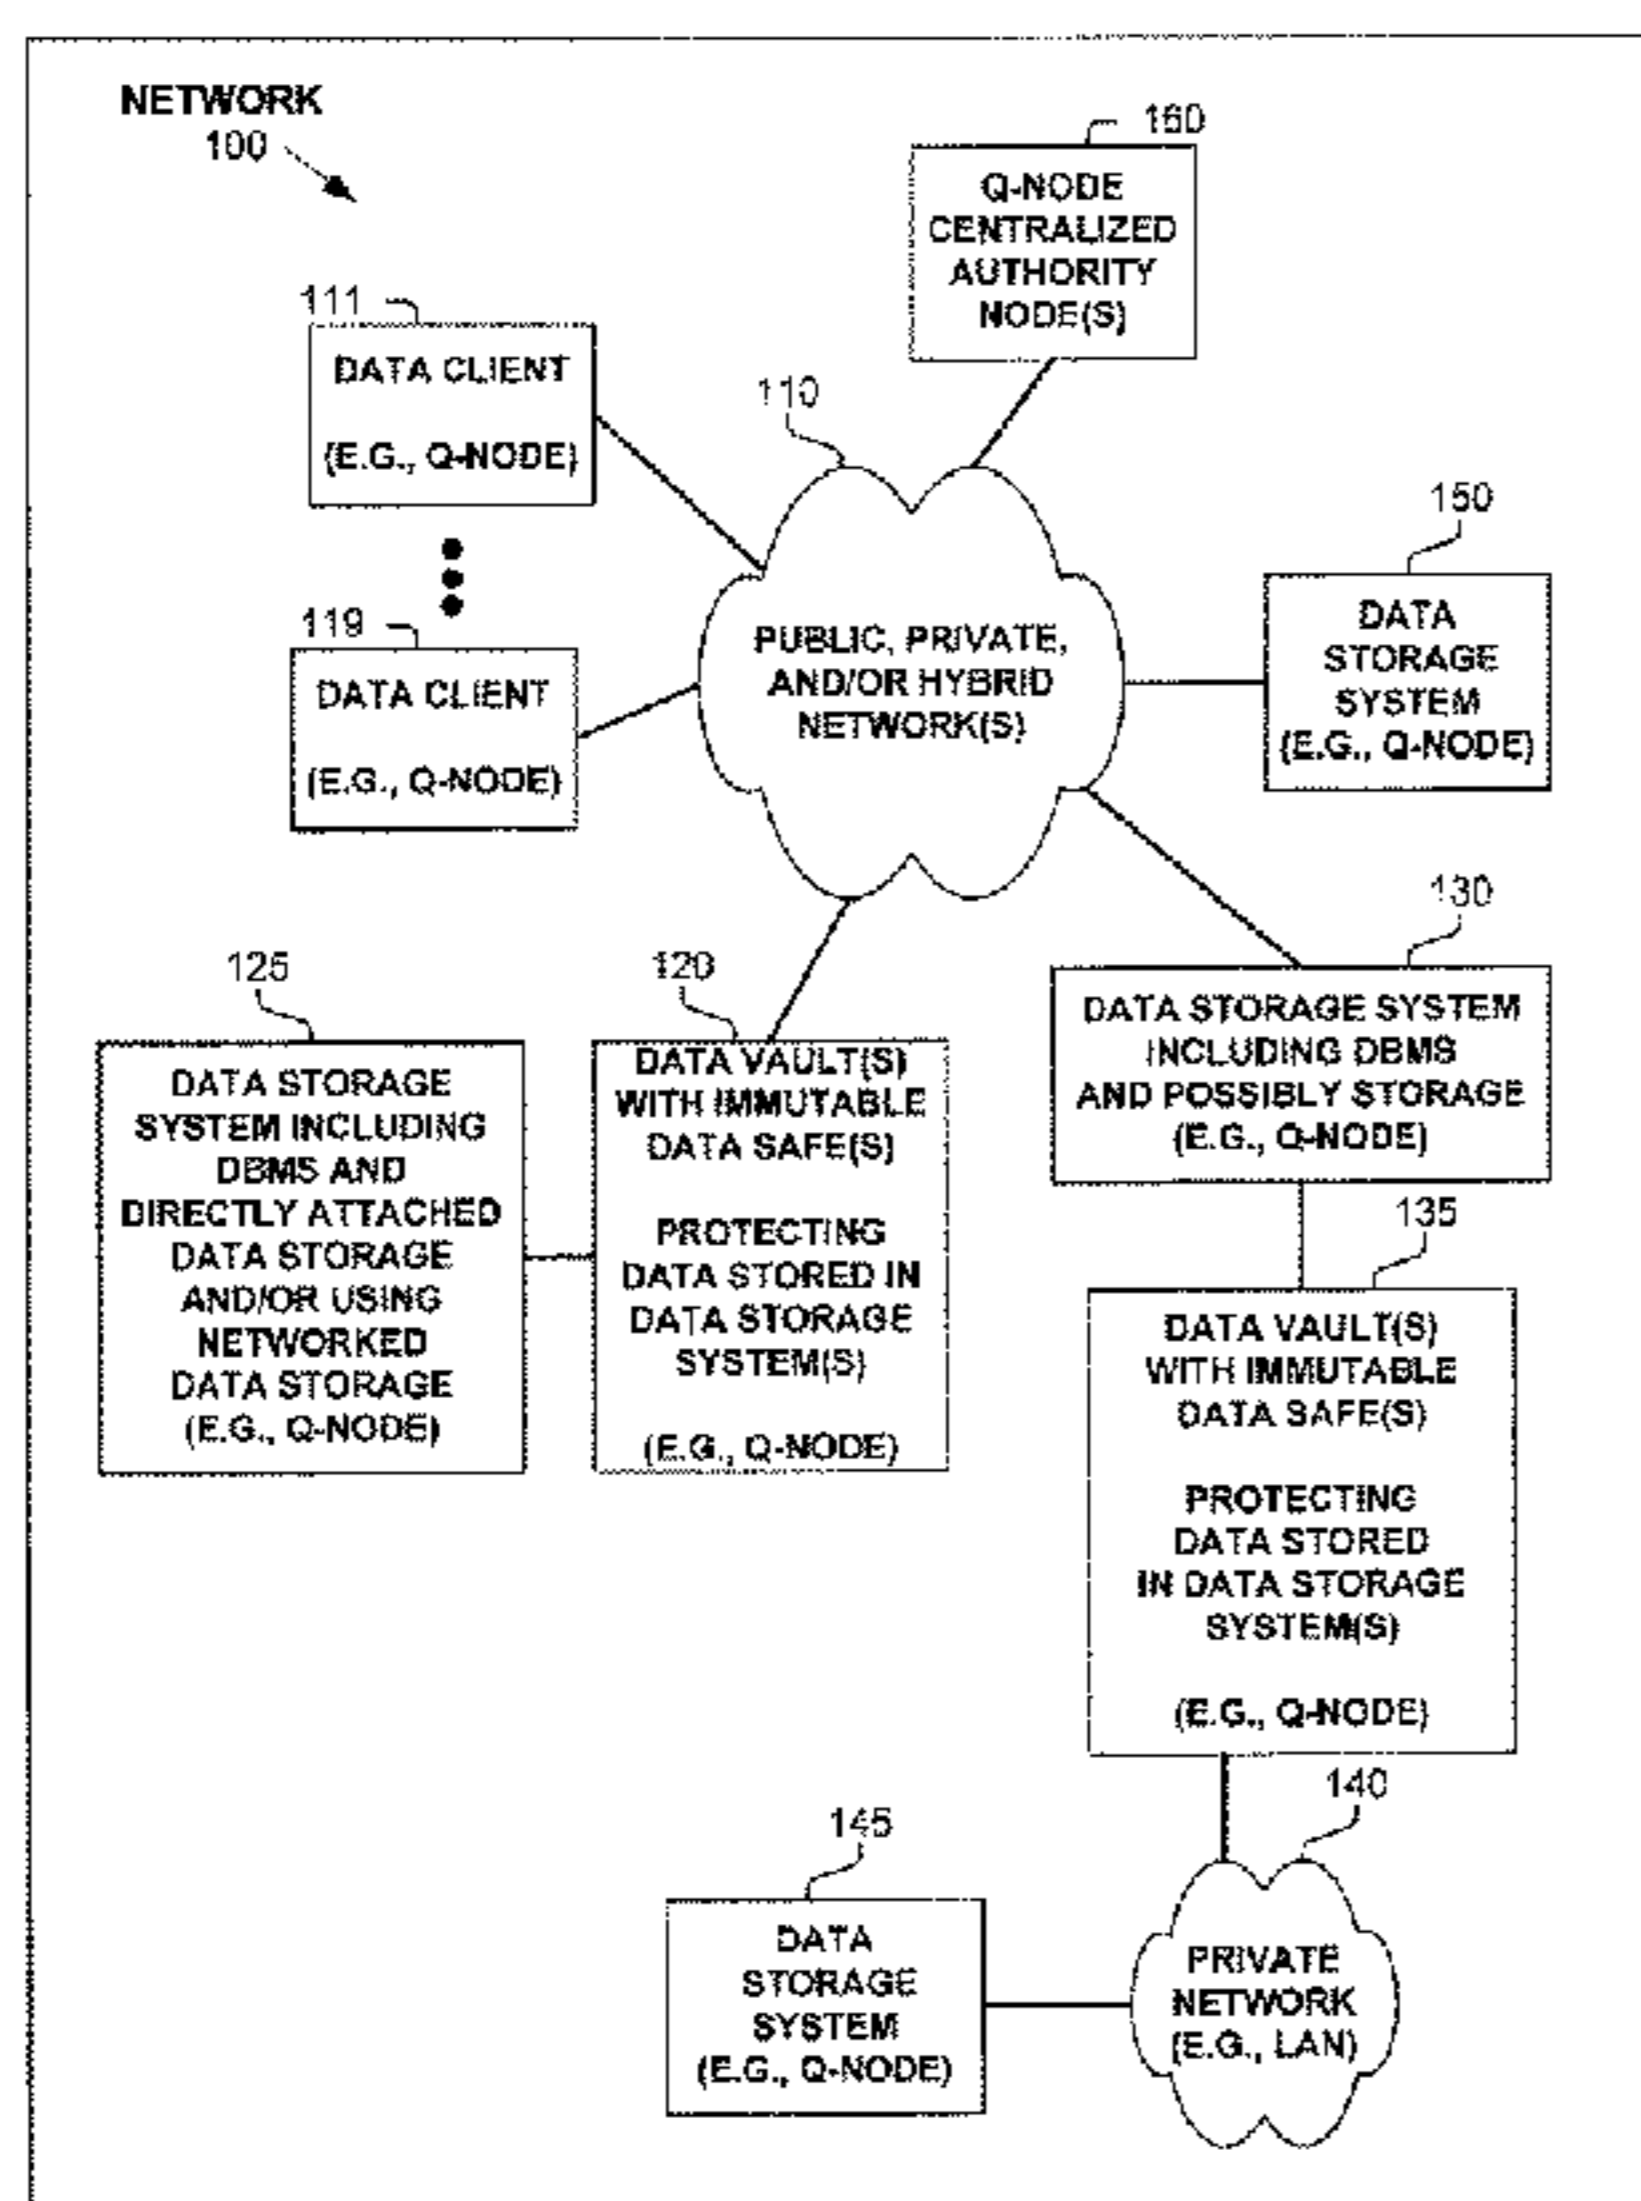 NETWORK
100
160
Q-NODE
CENTRALIZED
AUTHORITY
NODE(S)
111
DATA CLIENT
(E.G., Q-NODE)
110
150
119
DATA CLIENT
(E.G., Q-NODE)
PUBLIC, PRIVATE,
AND/OR HYBRID
NETWORK(S)
DATA
STORAGE
SYSTEM
(E.G., Q-NODE)
130
125
120
DATA STORAGE SYSTEM
INCLUDING DBMS
AND POSSIBLY STORAGE
(E.G., Q-NODE)
DATA STORAGE
SYSTEM INCLUDING
DBMS AND
DIRECTLY ATTACHED
DATA STORAGE
AND/OR USING
NETWORKED
DATA STORAGE
(E.G., Q-NODE)
DATA VAULT(S)
WITH IMMUTABLE
DATA SAFE(S)
PROTECTING
DATA STORED IN
DATA STORAGE
SYSTEM(S)
(E.G., Q-NODE)
135
DATA VAULT(S)
WITH IMMUTABLE
DATA SAFE(S)
PROTECTING
DATA STORED
IN DATA STORAGE
SYSTEM(S)
(E.G., Q-NODE)
140
145
DATA
STORAGE
SYSTEM
(E.G., Q-NODE)
PRIVATE
NETWORK
(E.G., LAN)